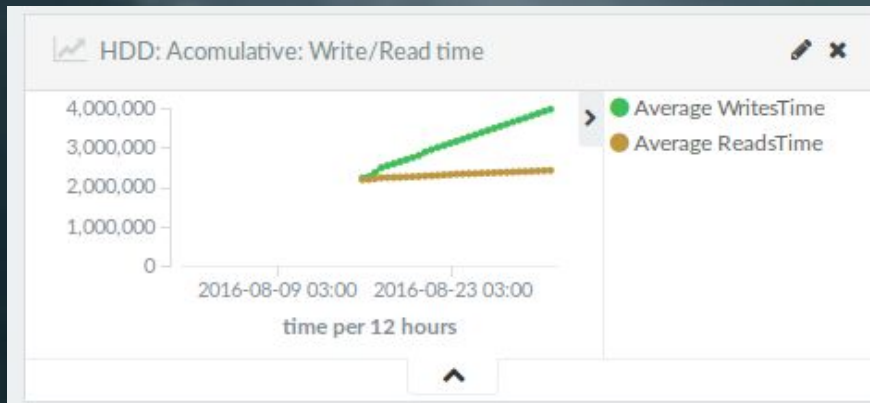 HDD: Acomulative: Write/Read time
4,000,000
3,000,000
2,000,000
1,000,000
0
2016-08-09 03:00 2016-08-23 03:00
time per 12 hours
Average WritesTime
Average ReadsTime